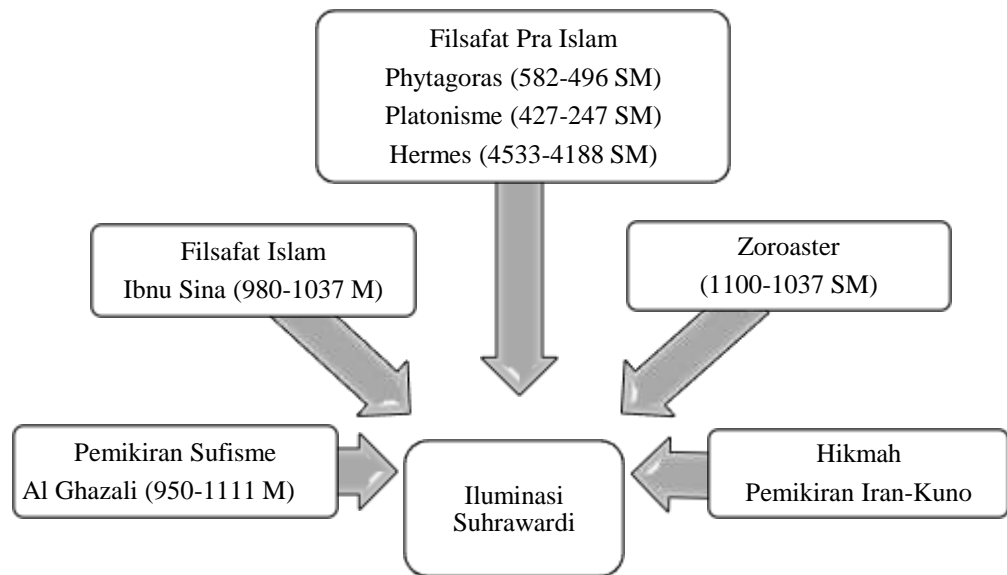 Filsafat Pra Islam
Phytagoras (582-496 SM)
Platonisme (427-247 SM)
Hermes (4533-4188 SM)
Filsafat Islam
Ibnu Sina (980-1037 M)
Zoroaster
(1100-1037 SM)
Pemikiran Sufisme
Al Ghazali (950-1111 M)
Iluminasi
Suhrawardi
Hikmah
Pemikiran Iran-Kuno